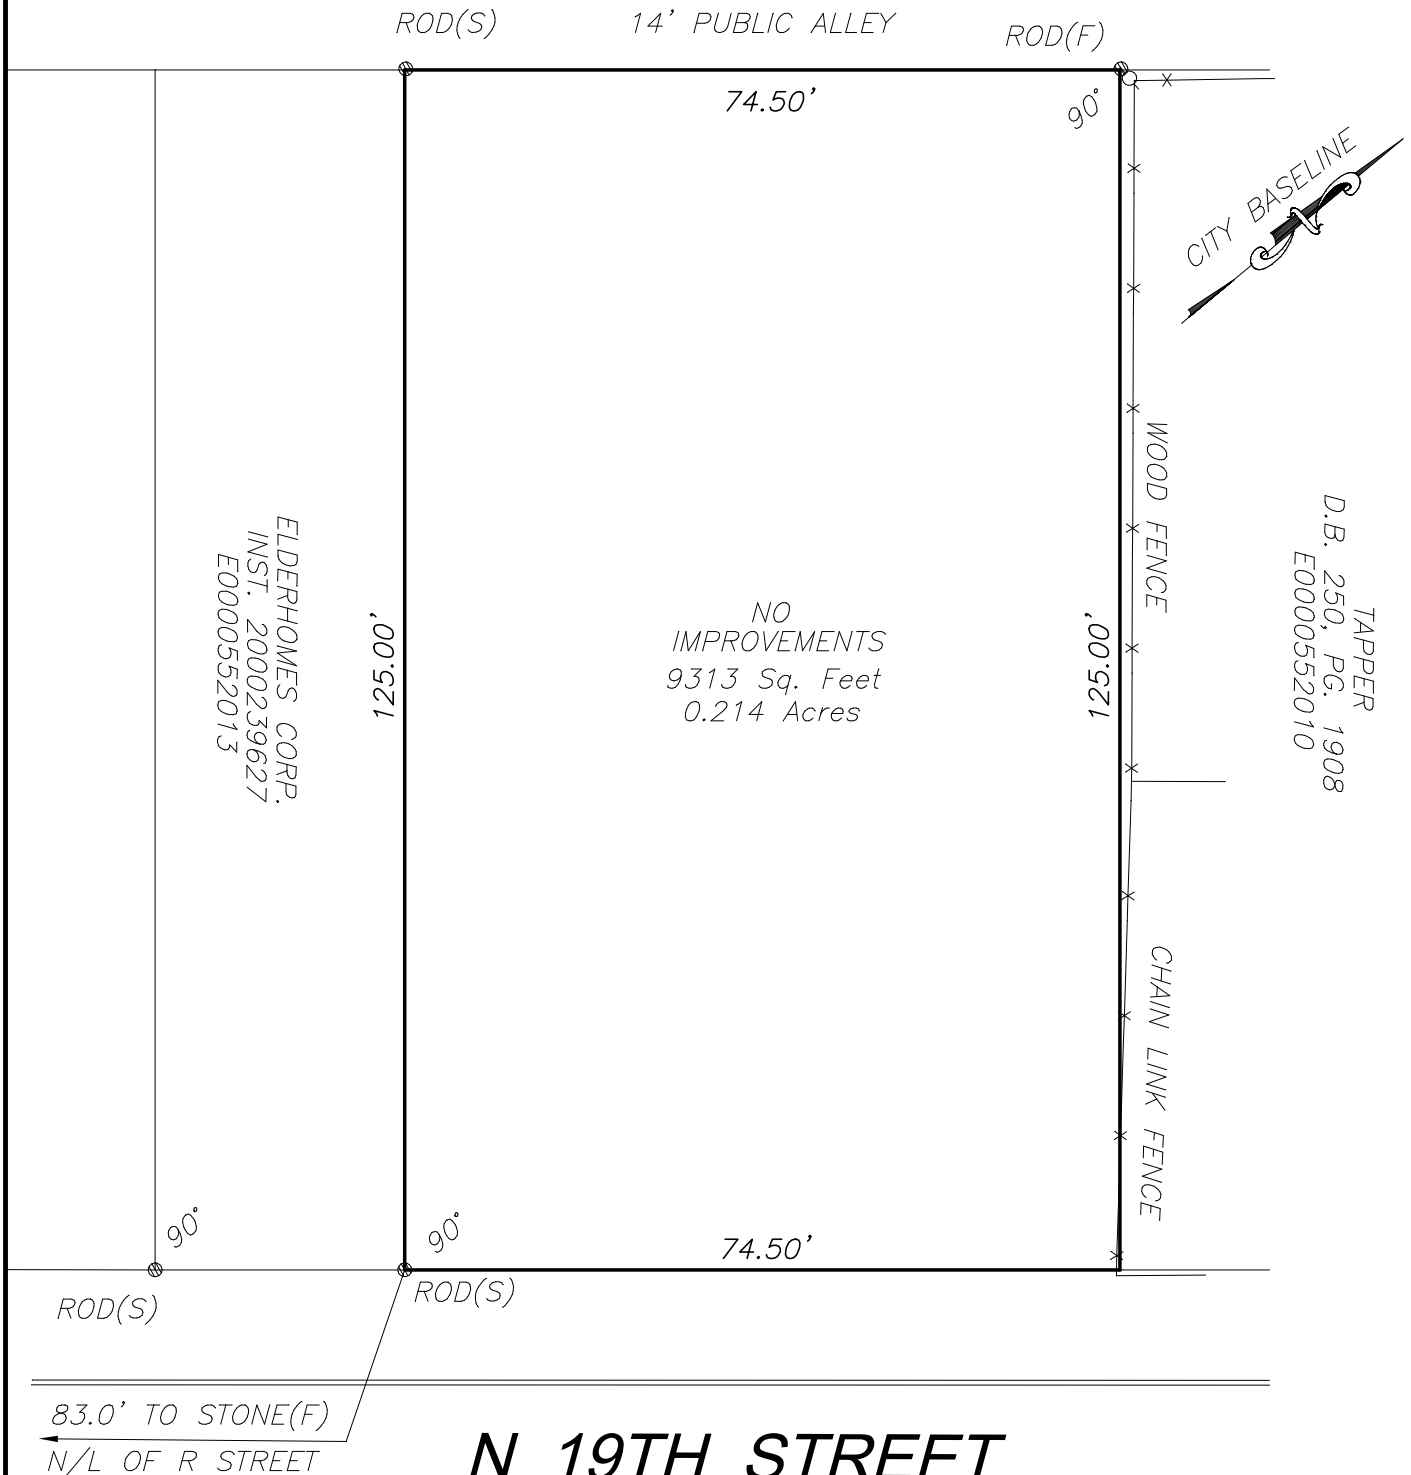 ROD(S)
14' PUBLIC ALLEY
ROD(F)
74.50'
90°
CITY BASELINE
N
WOOD FENCE
TAPPER
D.B. 250, PG. 1908
E0000552010
ELDERHOMES CORP.
INST. 2000239627
E0000552013
125.00'
NO
IMPROVEMENTS
9313 Sq. Feet
0.214 Acres
125.00'
CHAIN LINK FENCE
90°
90°
74.50'
ROD(S)
ROD(S)
83.0' TO STONE(F)
N/L OF R STREET
N 19TH STREET